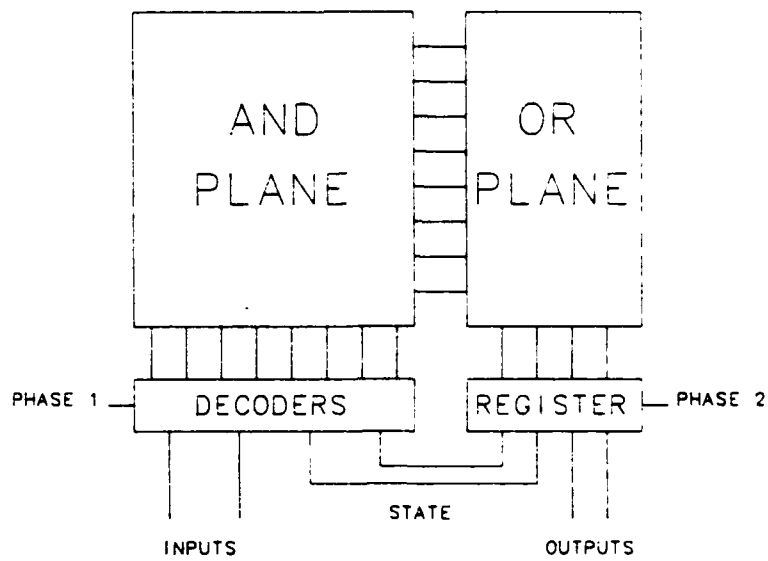 AND
PLANE
OR
PLANE
PHASE 1
DECODERS
REGISTER
PHASE 2
STATE
INPUTS
OUTPUTS